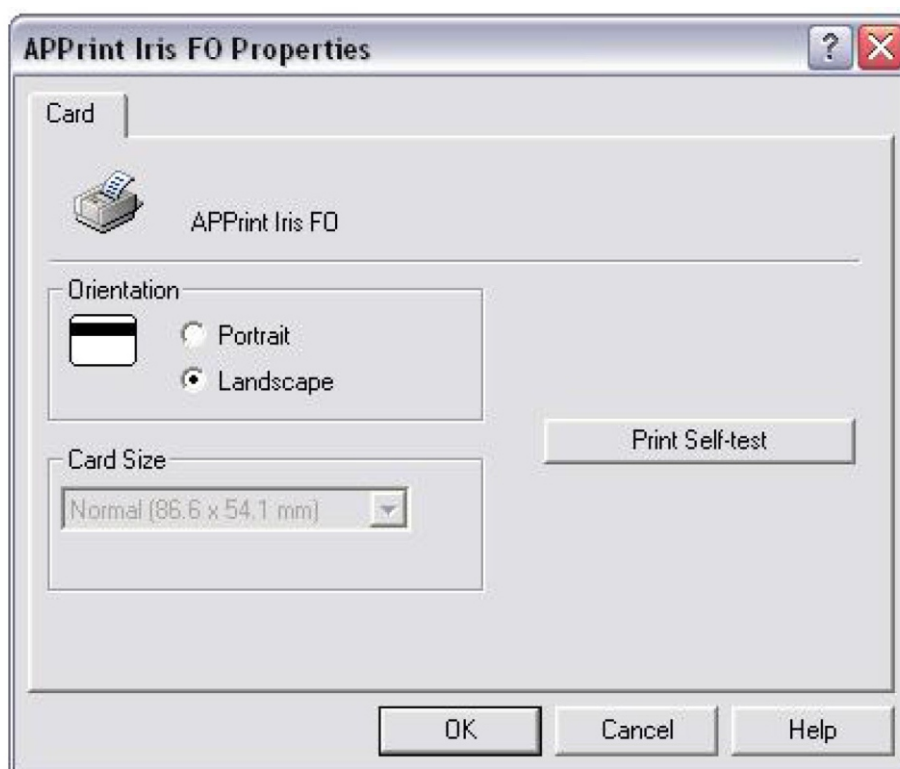 APPrint Iris FO Properties
Card
APPrint Iris FO
Orientation
Portrait
Landscape
Print Self-test
Card Size
Normal (86.6 x 54.1 mm)
OK Cancel Help